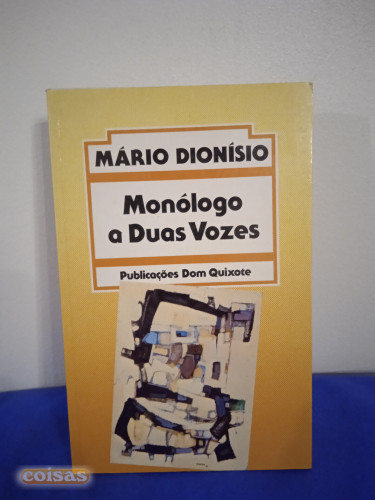 MÁRIO DIONÍSIO
Monólogo
a Duas Vozes
Publicações Dom Quixote
coisas